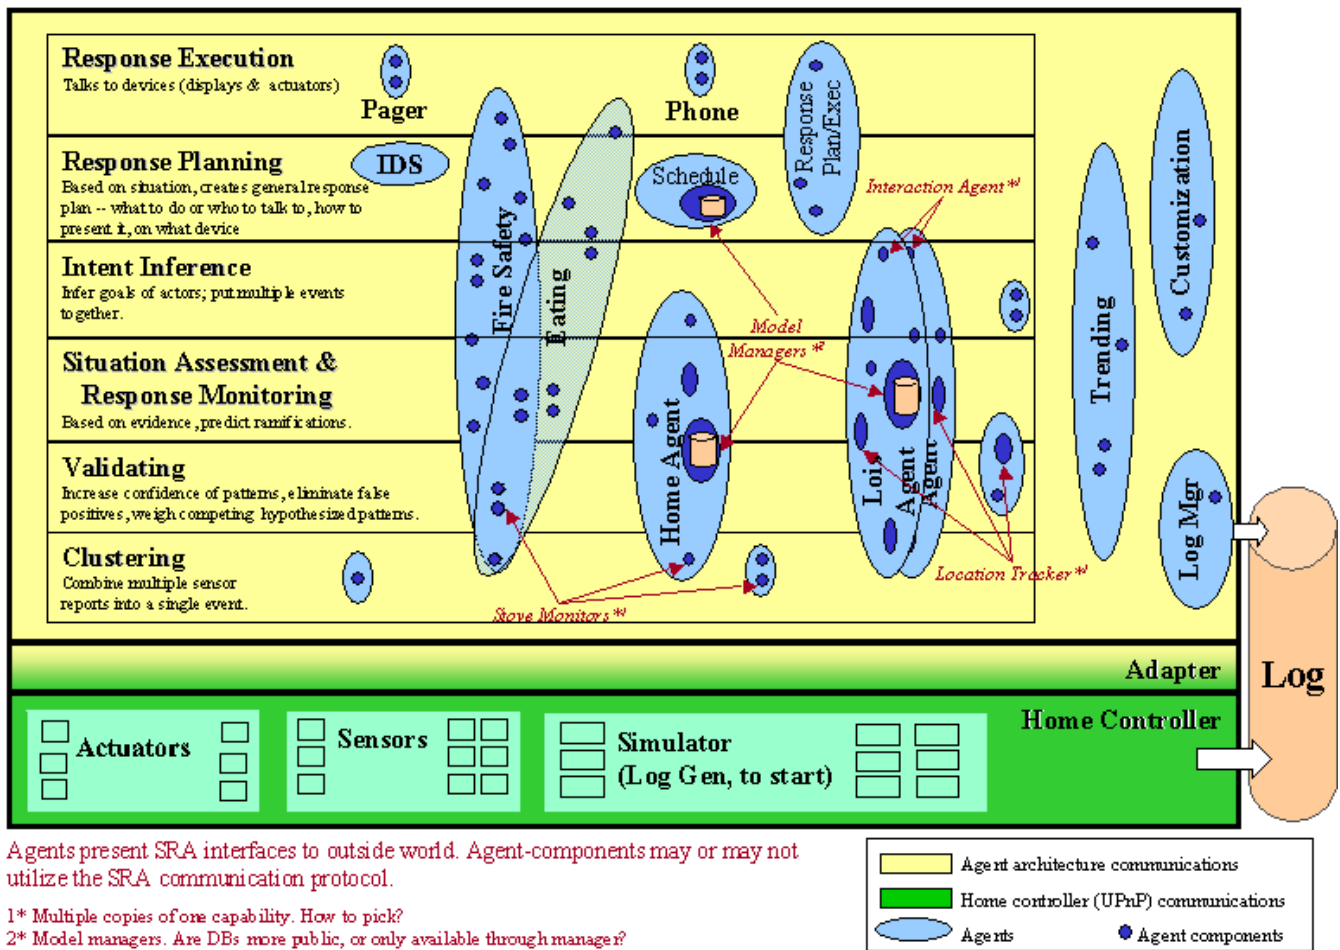 Response Execution
Talks to devices (displays & actuators)
Pager
Phone
Response
Plan/Exec
Response Planning
Based on situation, creates general response
plan -- what to do or who to talk to, how to
present it, on what device
IDS
Schedule
Interaction Agent *1
Customization
Intent Inference
Infer goals of actors; put multiple events
together.
Fire Safety
Eating
Model
Managers *2
Trending
Situation Assessment &
Response Monitoring
Based on evidence, predict ramifications.
Validating
Increase confidence of patterns, eliminate false
positives, weigh competing hypothesized patterns.
Home Agent
Lois
Agent
Agent
Log Mgr
Clustering
Combine multiple sensor
reports into a single event.
Stove Monitors *1
Location Tracker *1
Adapter
Log
Home Controller
Actuators
Sensors
Simulator
(Log Gen, to start)
Agents present SRA interfaces to outside world. Agent-components may or may not
utilize the SRA communication protocol.
1* Multiple copies of one capability. How to pick?
2* Model managers. Are DBs more public, or only available through manager?
Agent architecture communications
Home controller (UPnP) communications
Agents
Agent components